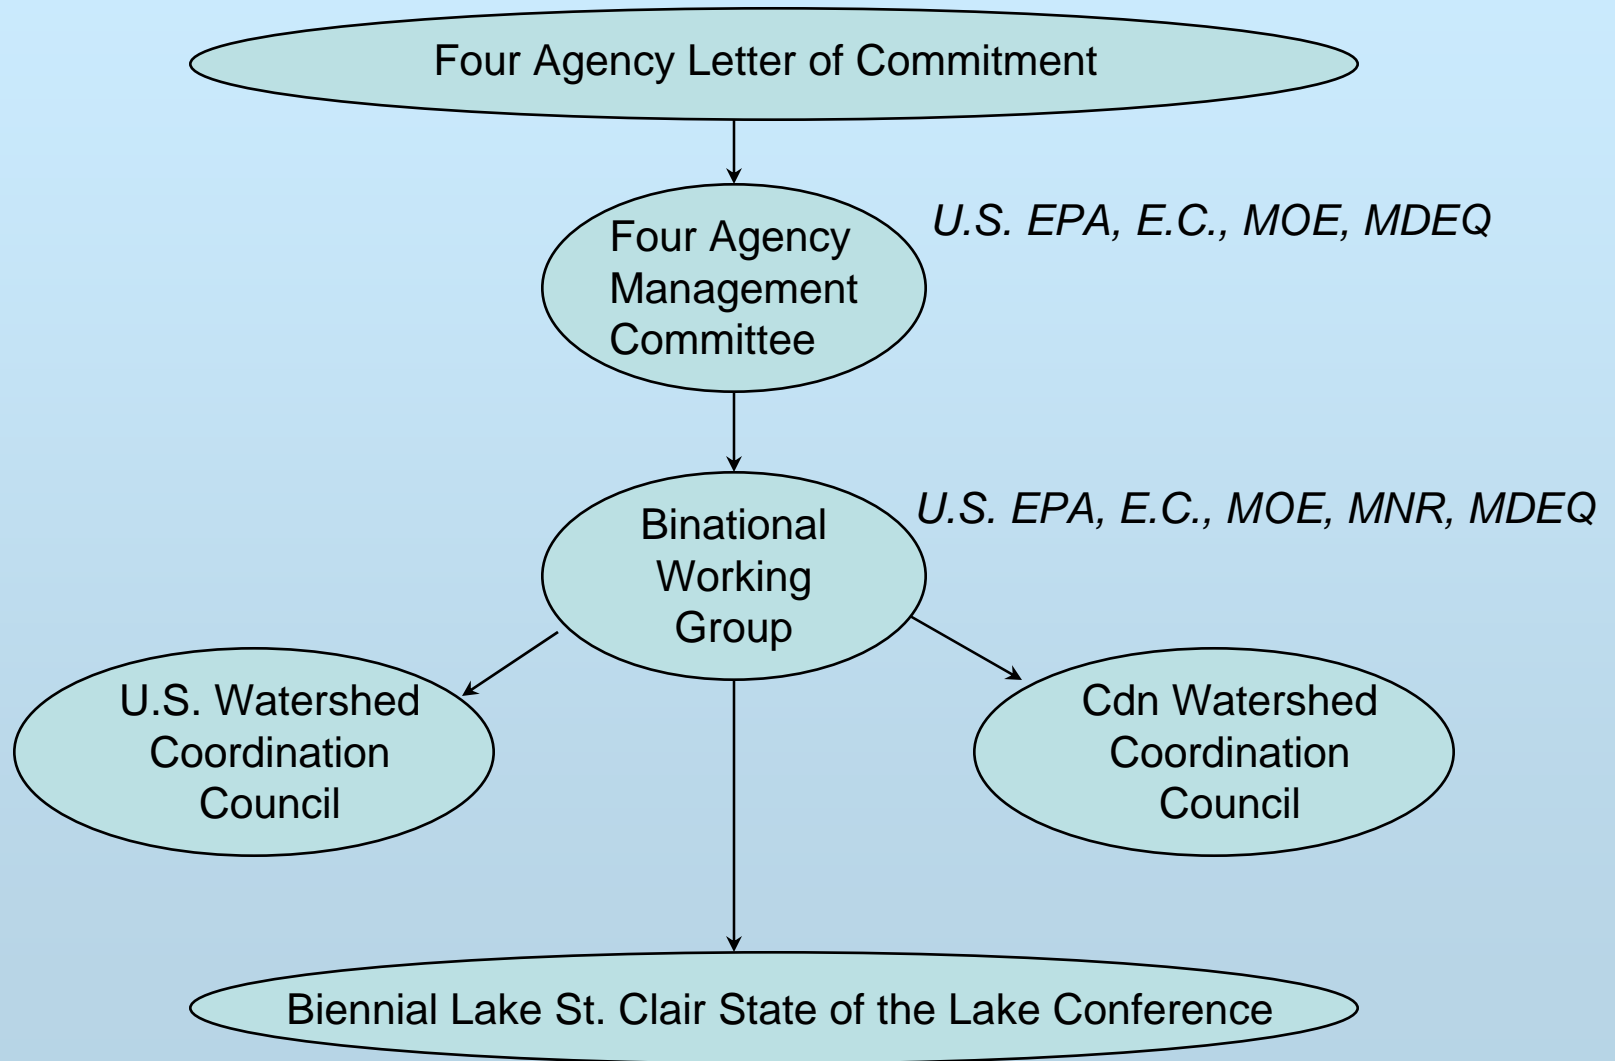 Four Agency Letter of Commitment
Four Agency
Management
Committee
U.S. EPA, E.C., MOE, MDEQ
Binational
Working
Group
U.S. EPA, E.C., MOE, MNR, MDEQ
U.S. Watershed
Coordination
Council
Cdn Watershed
Coordination
Council
Biennial Lake St. Clair State of the Lake Conference